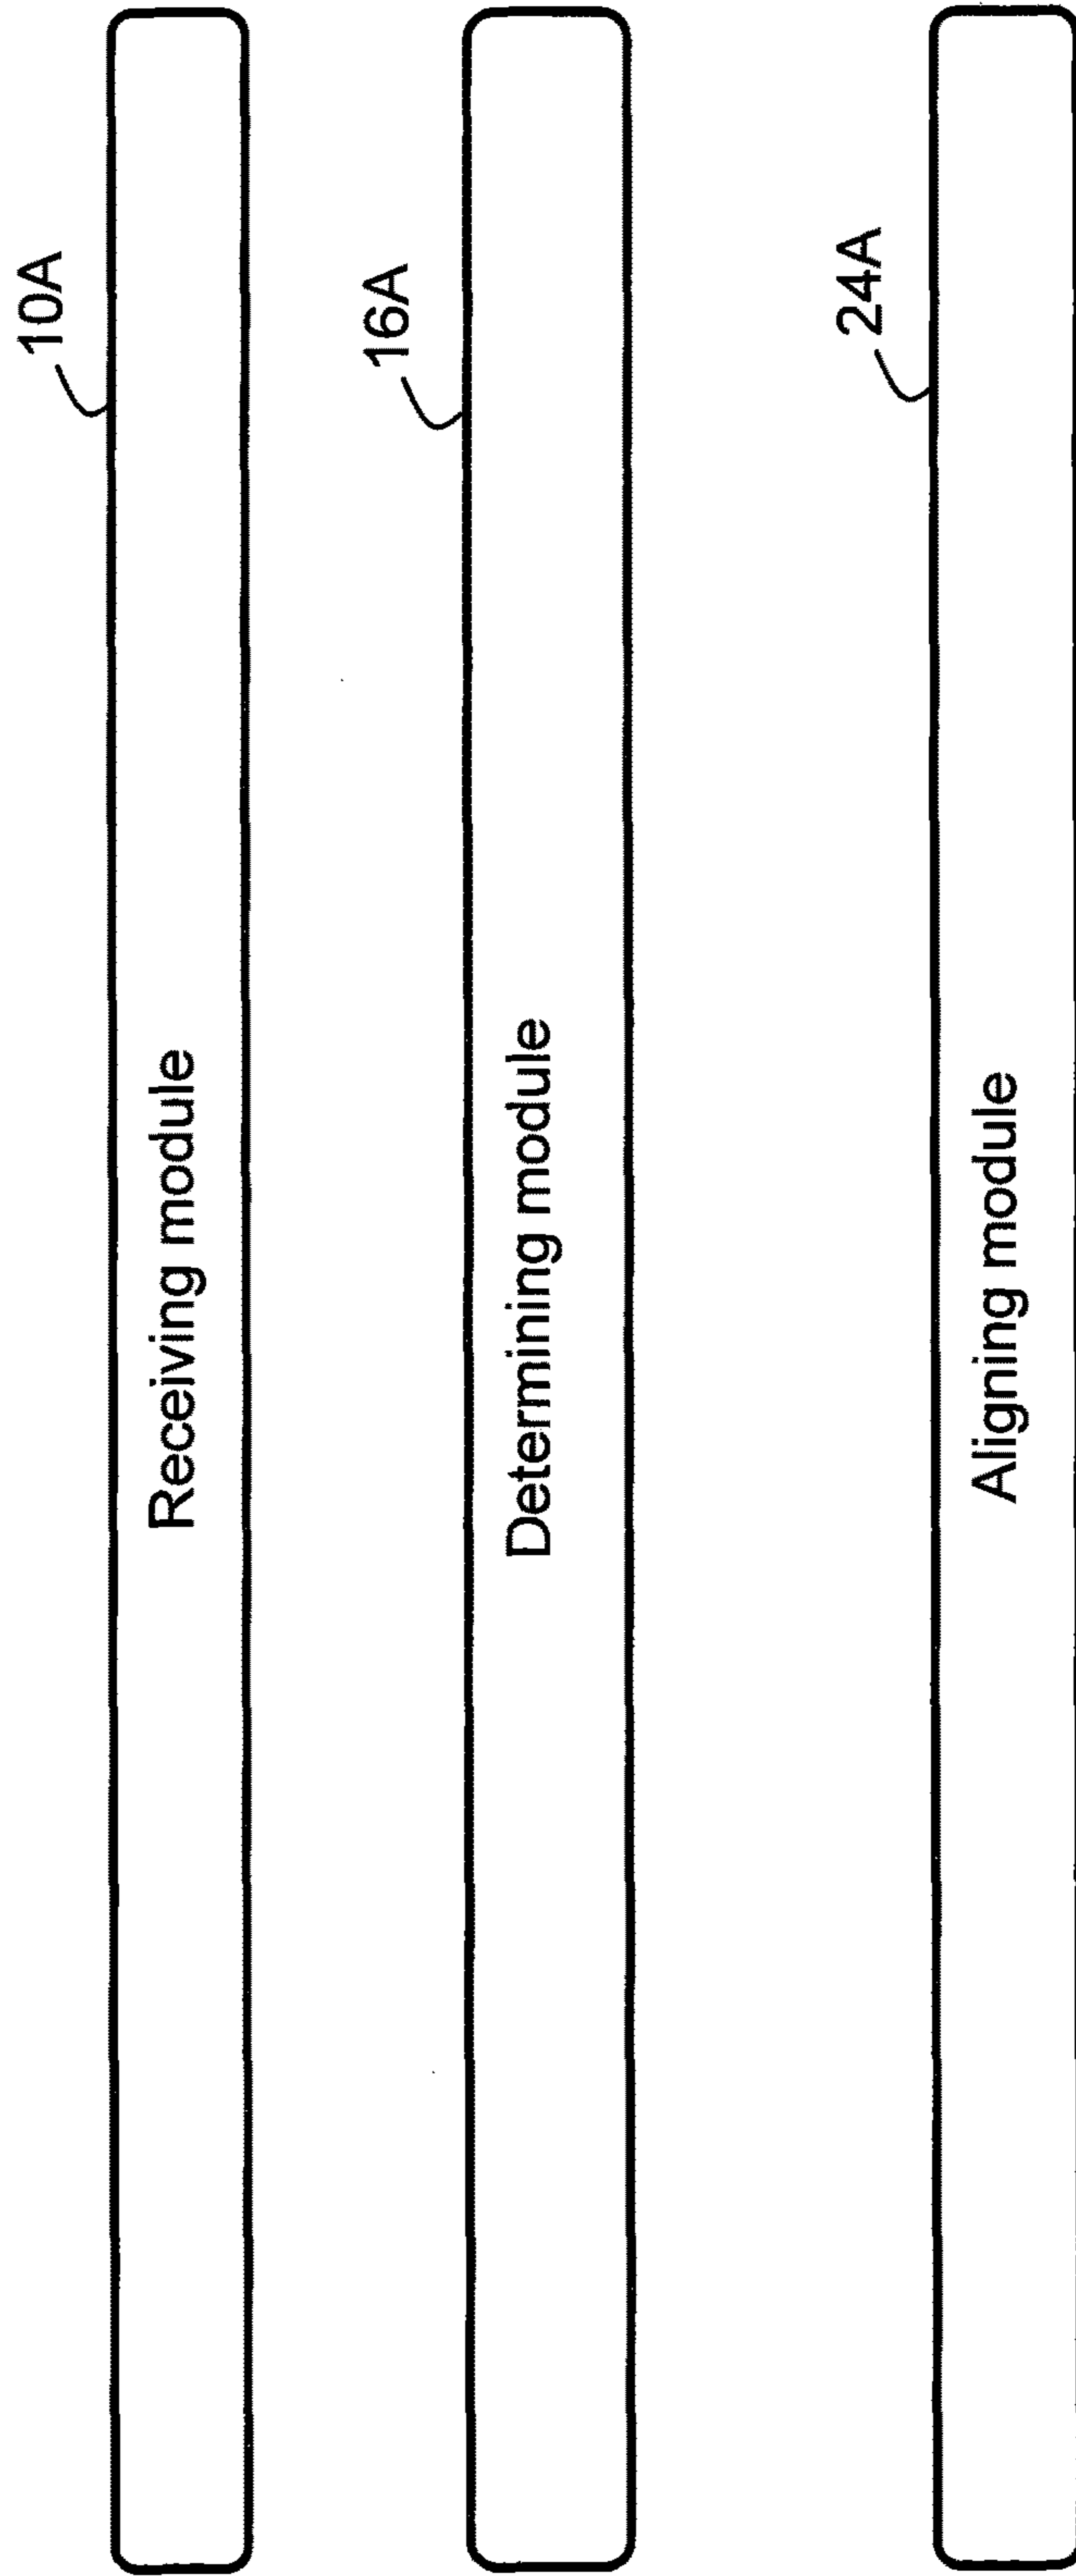 10A
Receiving module
16A
Determining module
24A
Aligning module